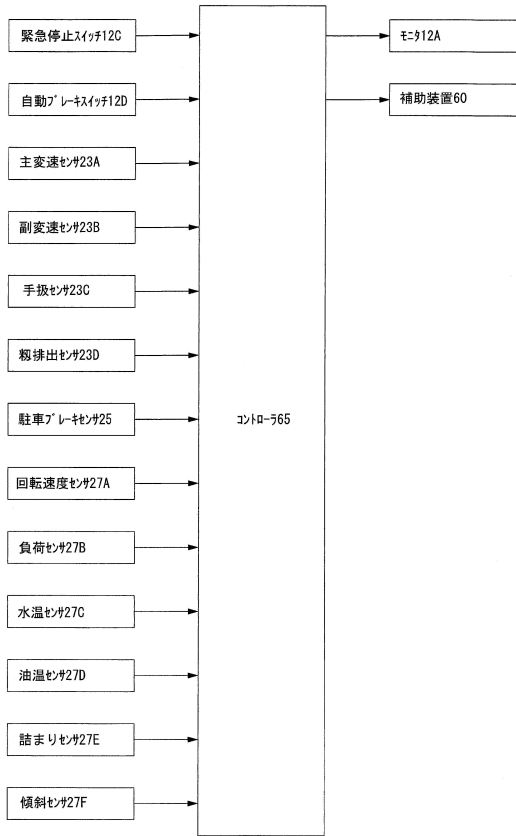 緊急停止スイッチ12C
自動ブレーキスイッチ12D
主変速センサ23A
副変速センサ23B
手扱センサ23C
籾排出センサ23D
駐車ブレーキセンサ25
回転速度センサ27A
負荷センサ27B
水温センサ27C
油温センサ27D
詰まりセンサ27E
傾斜センサ27F
コントローラ65
モニタ12A
補助装置60